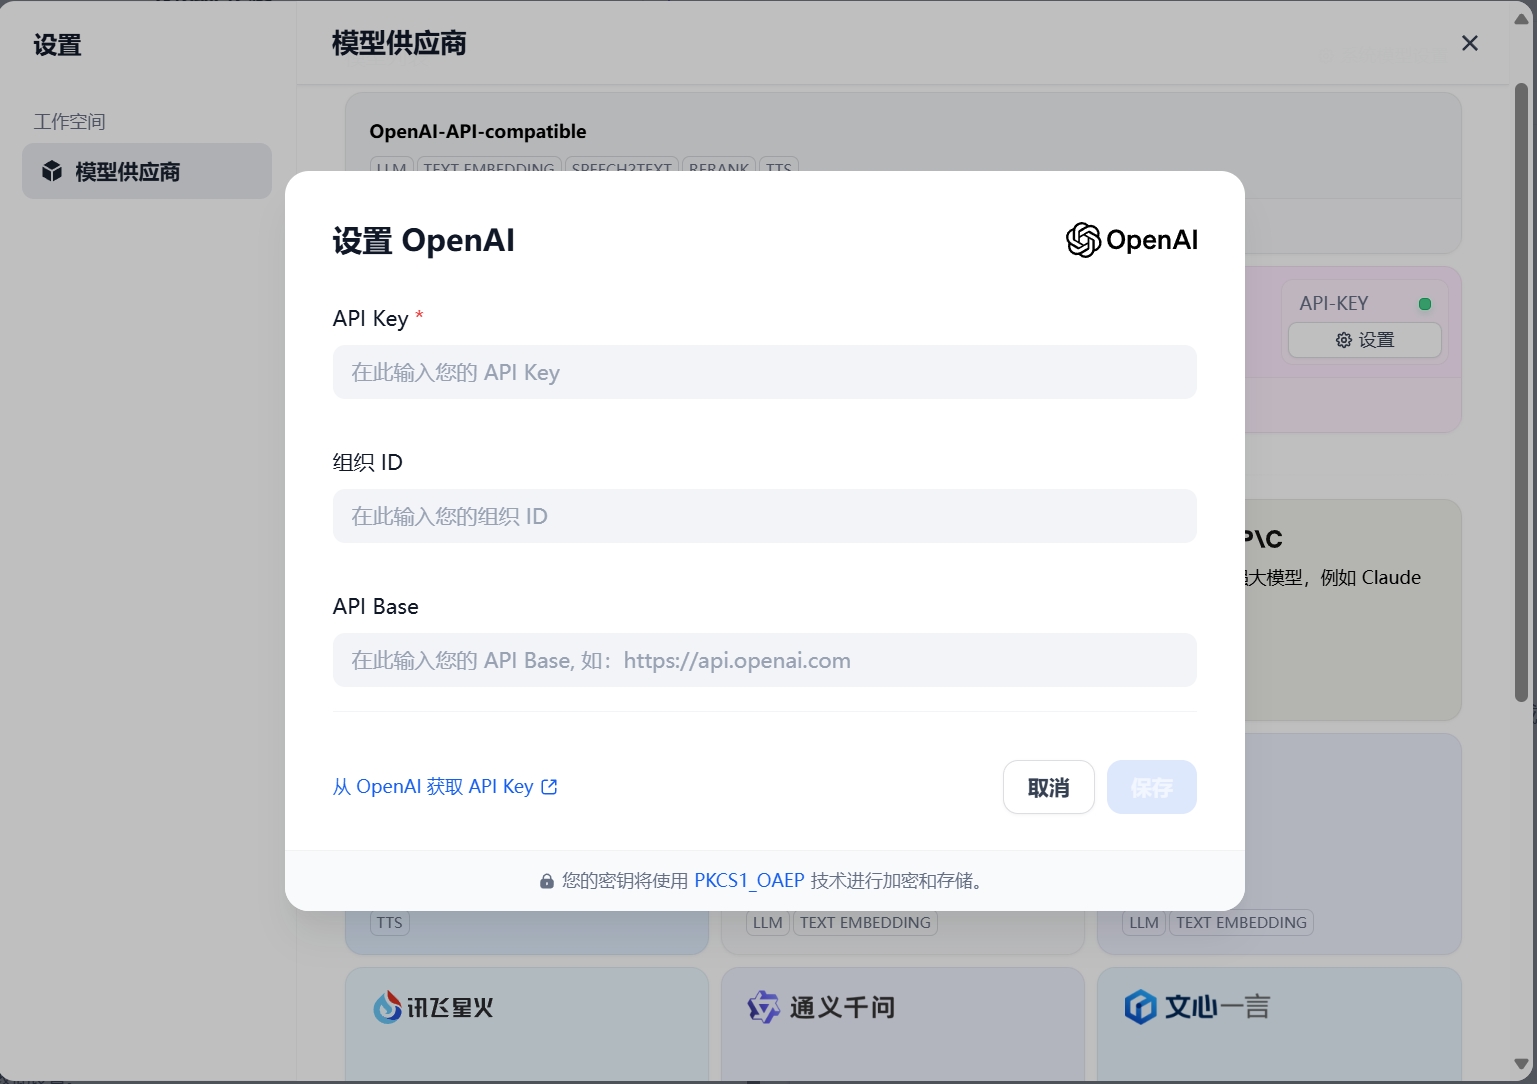 设置
模型供应商
工作空间
模型供应商
OpenAI-API-compatible
LLM TEXT EMBEDDING SPEECH2TEXT RERANK TTS
设置 OpenAI
OpenAI
API Key *
在此输入您的 API Key
API-KEY
设置
组织 ID
在此输入您的组织 ID
大模型，例如 Claude
API Base
在此输入您的 API Base, 如：https://api.openai.com
从 OpenAI 获取 API Key
取消
保存
您的密钥将使用 PKCS1_OAEP 技术进行加密和存储。
TTS
LLM TEXT EMBEDDING
LLM TEXT EMBEDDING
讯飞星火
通义千问
文心一言